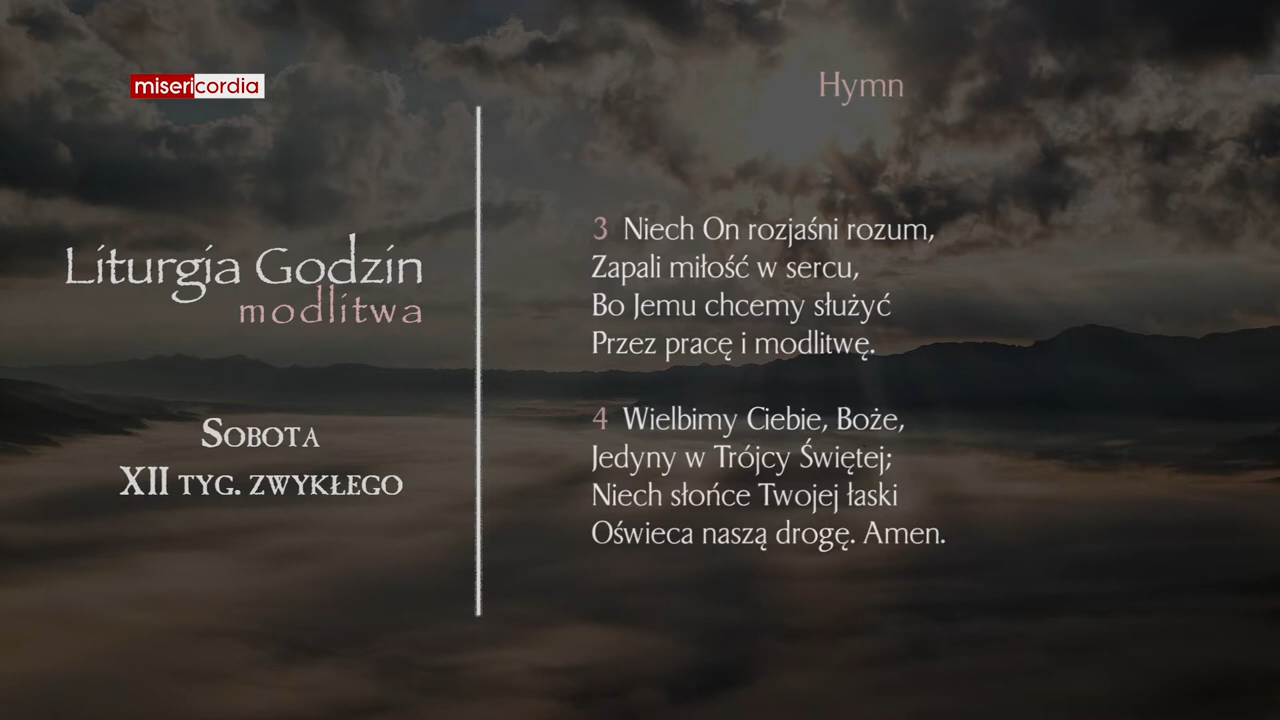 misericordia
Liturgia Godzin
modlitwa
Sobota
XII tyg. zwykłego
Hymn
3 Niech On rozjaśni rozum,
Zapali miłość w sercu,
Bo Jemu chcemy służyć
Przez pracę i modlitwę.
4 Wielbimy Ciebie, Boże,
Jedyny w Trójcy Świętej;
Niech słońce Twojej łaski
Oświeca naszą drogę. Amen.